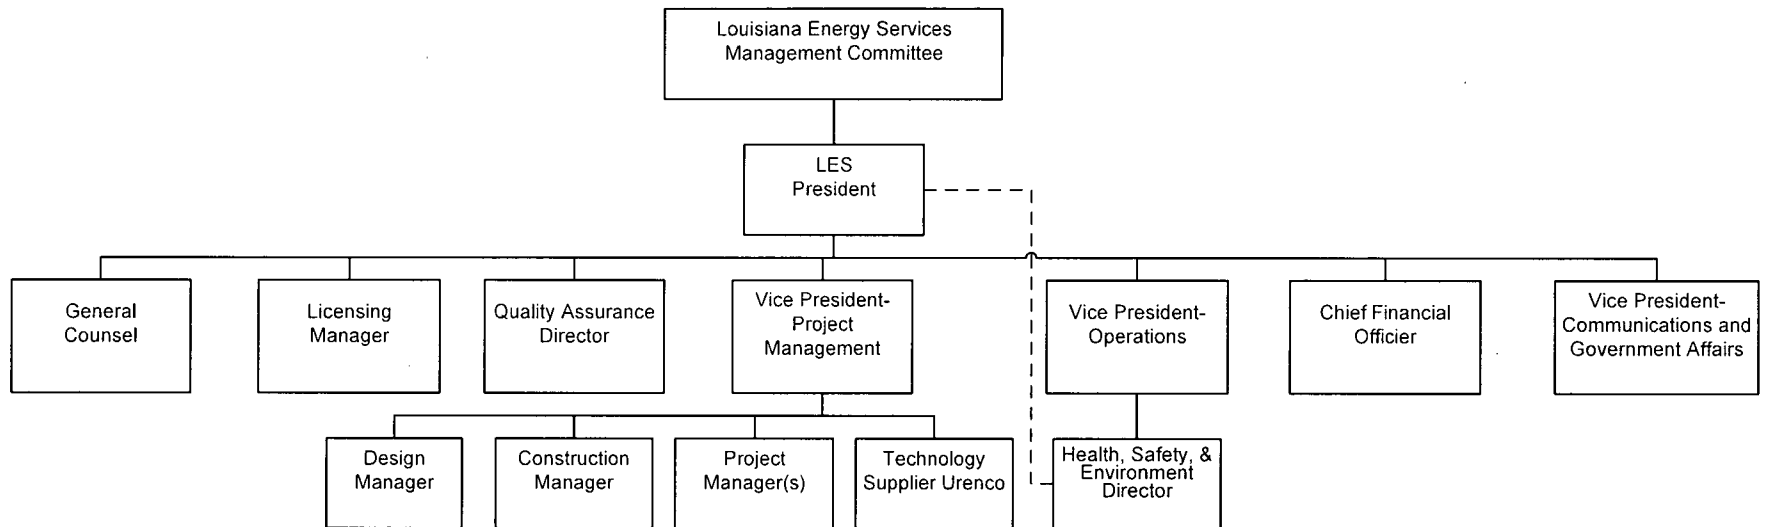 Louisiana Energy Services
Management Committee
LES
President
General
Counsel
Licensing
Manager
Quality Assurance
Director
Vice President-
Project
Management
Vice President-
Operations
Chief Financial
Officier
Vice President-
Communications and
Government Affairs
Design
Manager
Construction
Manager
Project
Manager(s)
Technology
Supplier Urenco
Health, Safety, &
Environment
Director